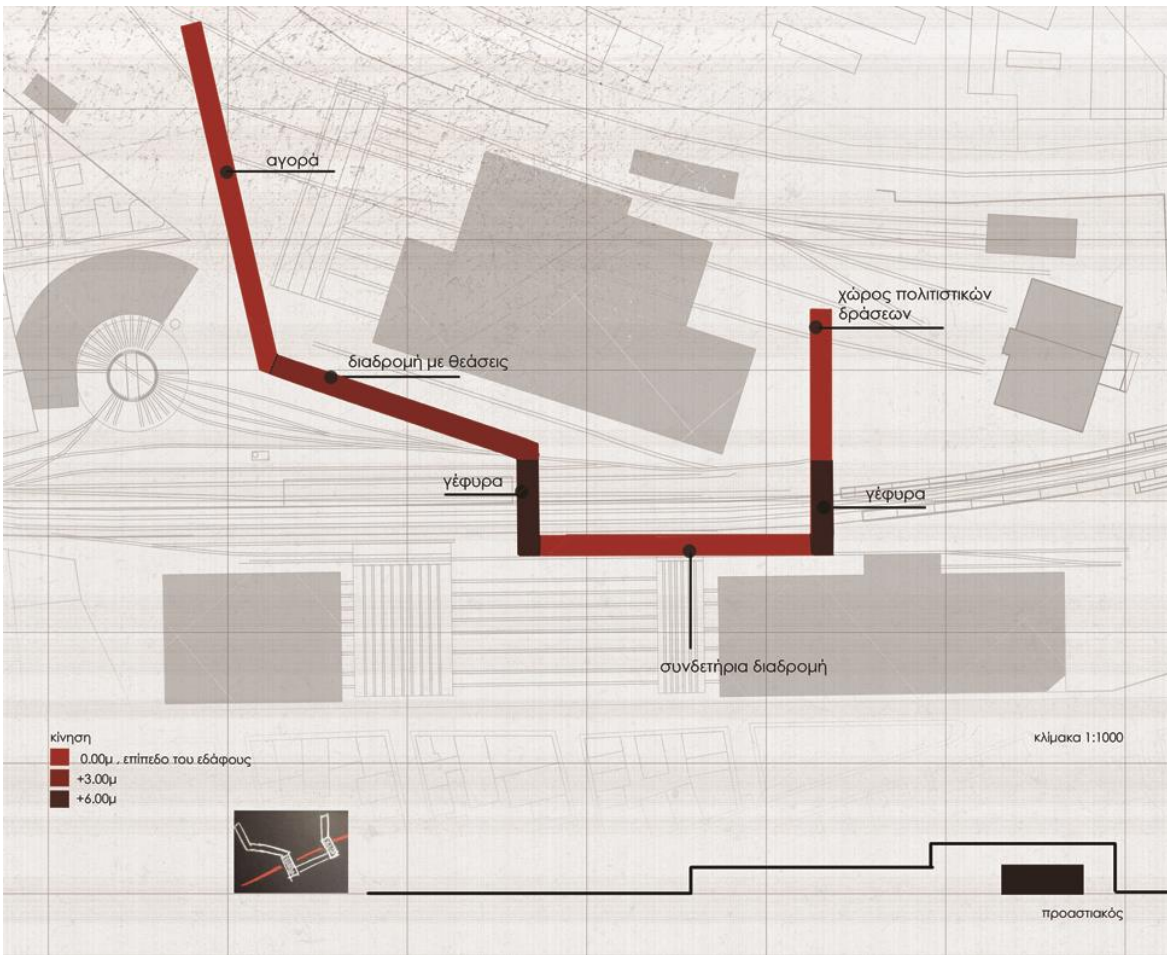 αγορά
χώρος πολιτιστικών
δράσεων
διαδρομή με θεάσεις
γέφυρα
γέφυρα
συνδετήρια διαδρομή
κίνηση
0.00μ , επίπεδο του εδάφους
+3.00μ
+6.00μ
κλίμακα 1:1000
προαστιακός